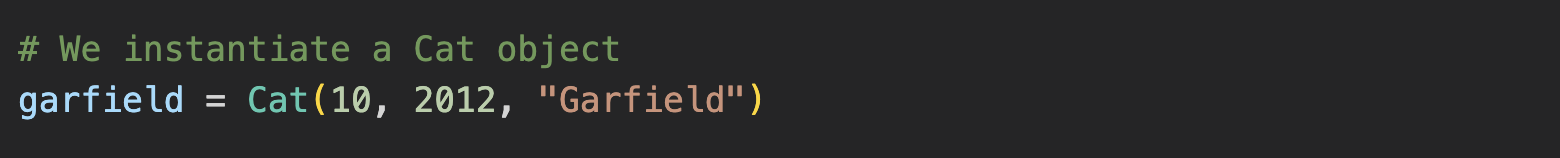 # We instantiate a Cat object
garfield = Cat(10, 2012, "Garfield")